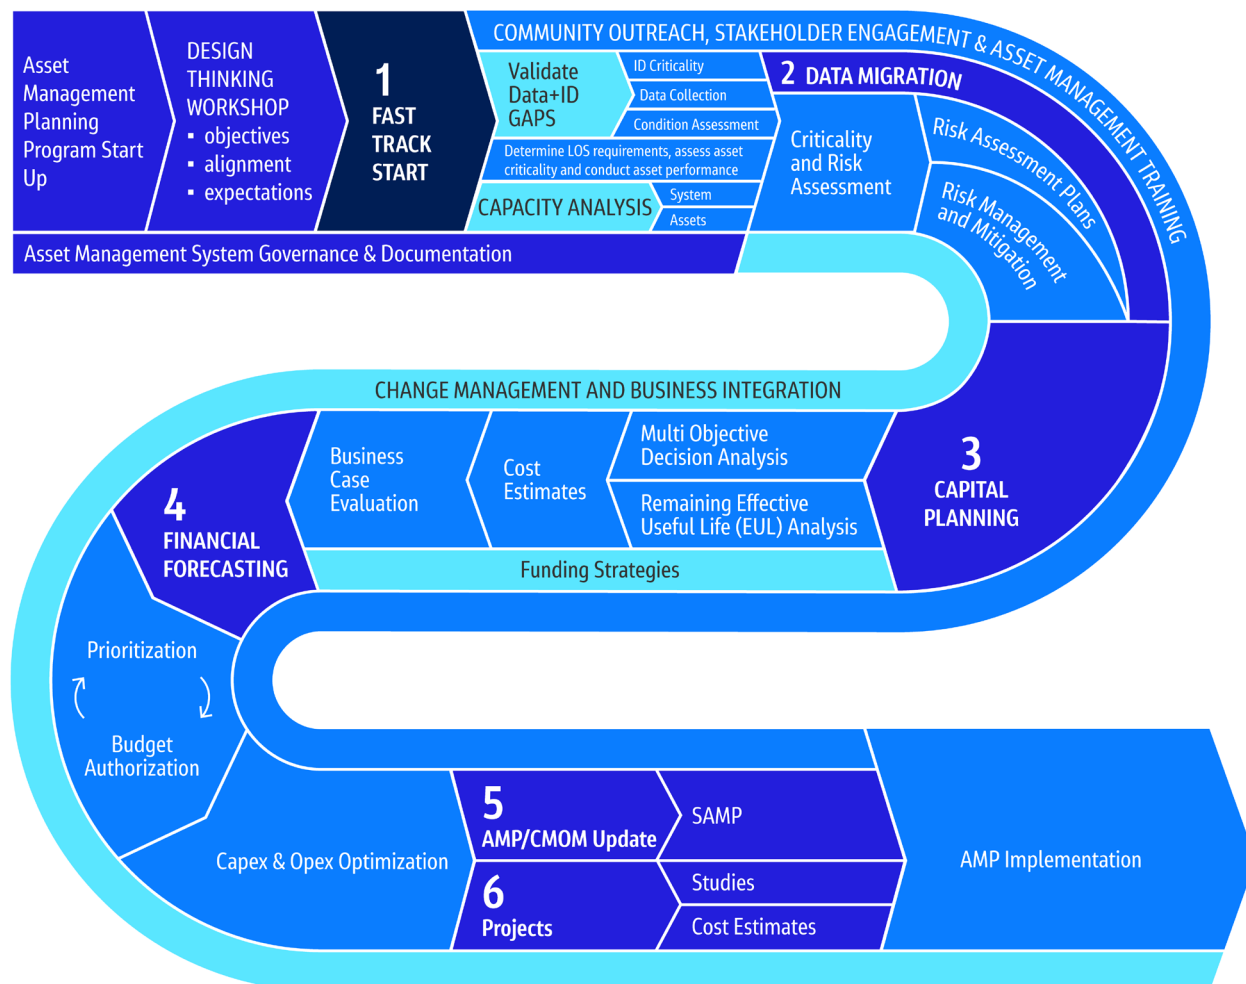 Asset
Management
Planning
Program Start
Up
DESIGN
THINKING
WORKSHOP
▪ objectives
▪ alignment
▪ expectations
1
FAST
TRACK
START
COMMUNITY OUTREACH, STAKEHOLDER ENGAGEMENT & ASSET MANAGEMENT TRAINING
Validate
Data+ID
GAPS
ID Criticality
Data Collection
Condition Assessment
Determine LOS requirements, assess asset
criticality and conduct asset performance
CAPACITY ANALYSIS
System
Assets
2 DATA MIGRATION
Criticality
and Risk
Assessment
Risk Assessment Plans
Risk Management
and Mitigation
Asset Management System Governance & Documentation
CHANGE MANAGEMENT AND BUSINESS INTEGRATION
3
CAPITAL
PLANNING
Multi Objective
Decision Analysis
Remaining Effective
Useful Life (EUL) Analysis
Cost
Estimates
Business
Case
Evaluation
Funding Strategies
4
FINANCIAL
FORECASTING
Prioritization
Budget
Authorization
Capex & Opex Optimization
5
AMP/CMOM Update
SAMP
6
Projects
Studies
Cost Estimates
AMP Implementation